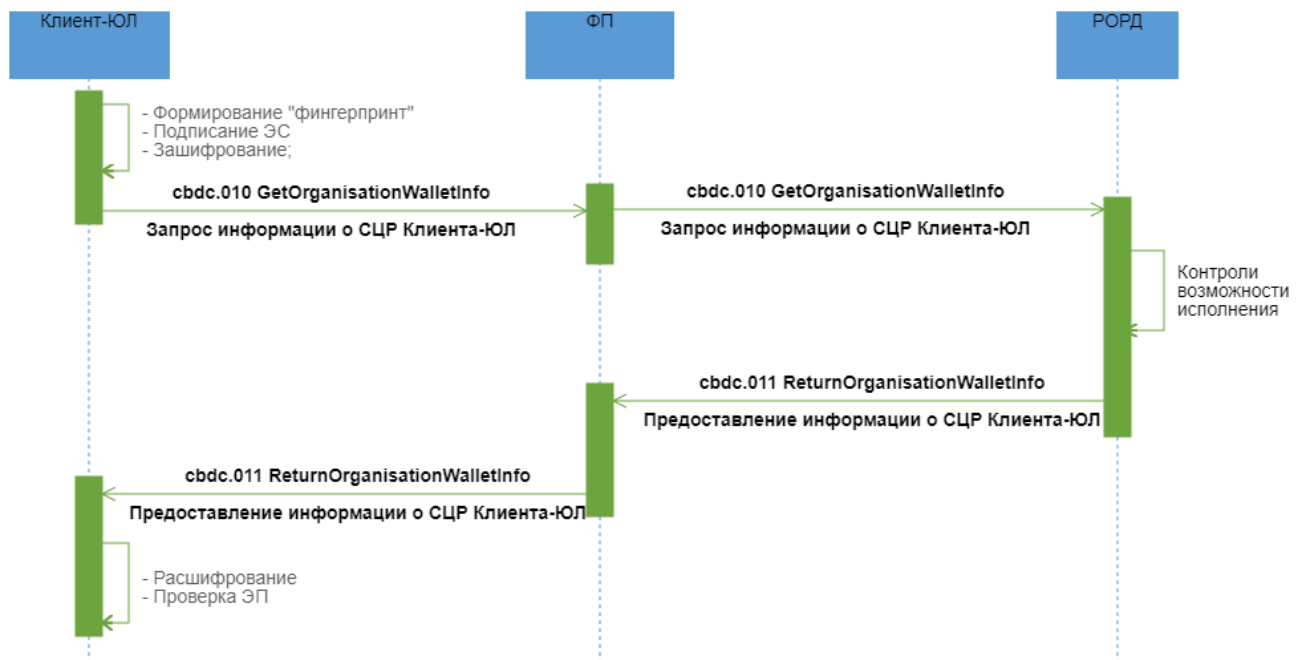 Клиент-ЮЛ
ФП
РОРД
- Формирование "фингерпринт"
- Подписание ЭС
- Зашифрование;
cbdc.010 GetOrganisationWalletInfo
cbdc.010 GetOrganisationWalletInfo
Запрос информации о СЦР Клиента-ЮЛ
Запрос информации о СЦР Клиента-ЮЛ
Контроли
возможности
исполнения
cbdc.011 ReturnOrganisationWalletInfo
Предоставление информации о СЦР Клиента-ЮЛ
cbdc.011 ReturnOrganisationWalletInfo
Предоставление информации о СЦР Клиента-ЮЛ
- Расшифрование
- Проверка ЭП